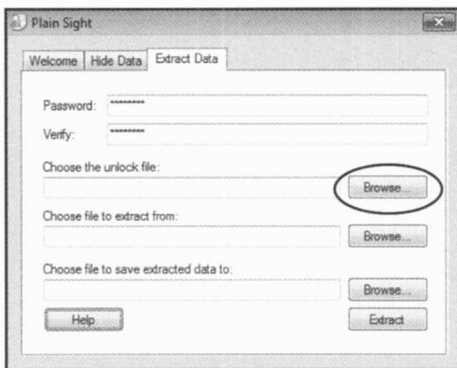 Plain Sight
Welcome Hide Data Extract Data
Password: ********
Verify: ********
Choose the unlock file:
Browse...
Choose file to extract from:
Browse...
Choose file to save extracted data to:
Browse...
Help Extract